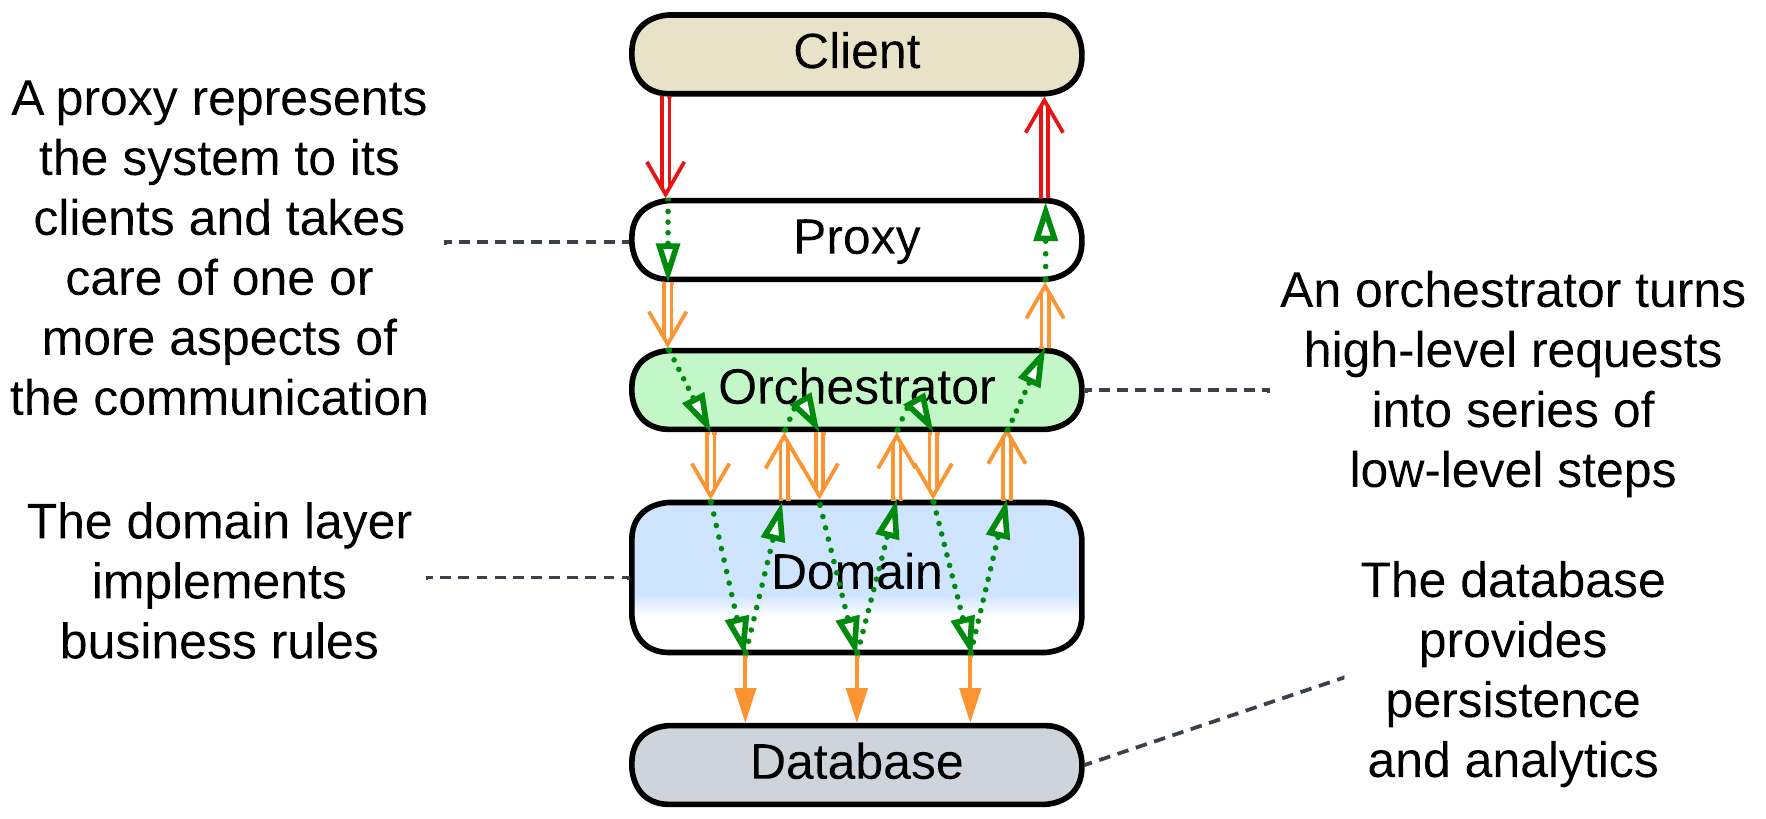 Client
A proxy represents
the system to its
clients and takes
care of one or
more aspects of
the communication
Proxy
An orchestrator turns
high-level requests
into series of
low-level steps
Orchestrator
The domain layer
implements
business rules
Domain
The database
provides
persistence
and analytics
Database